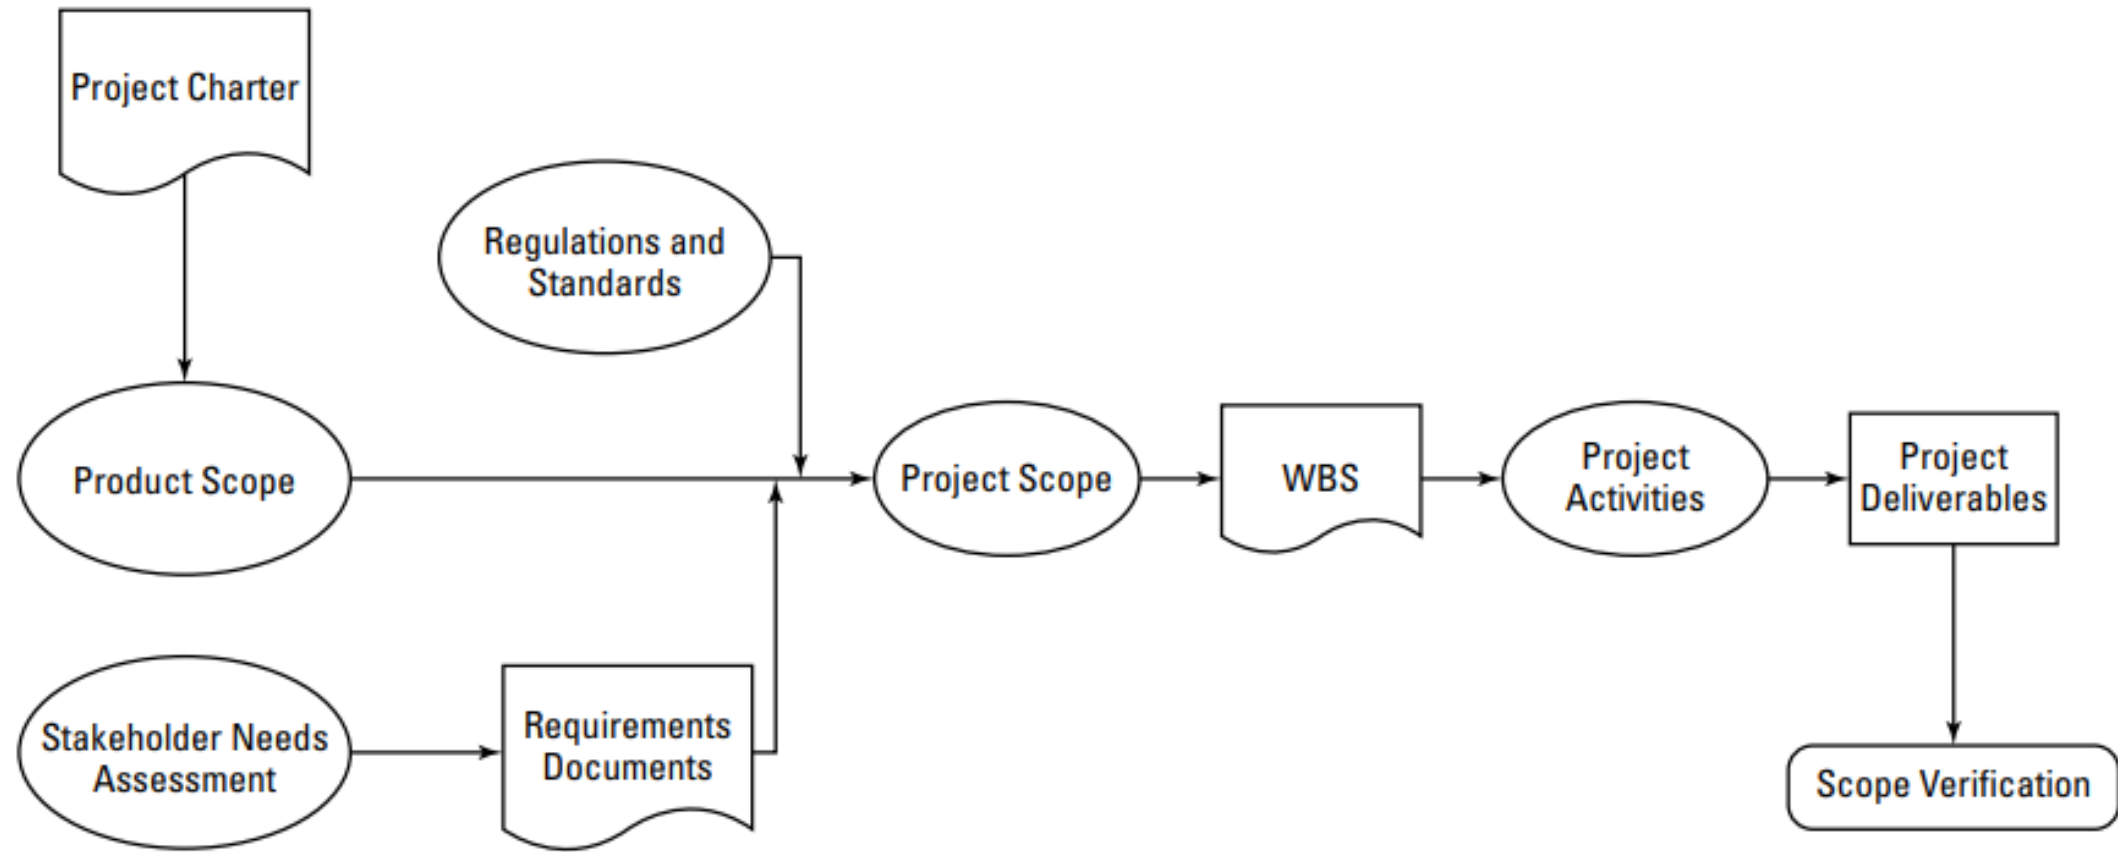 Project Charter
Regulations and
Standards
Product Scope
Project Scope
WBS
Project
Activities
Project
Deliverables
Stakeholder Needs
Assessment
Requirements
Documents
Scope Verification